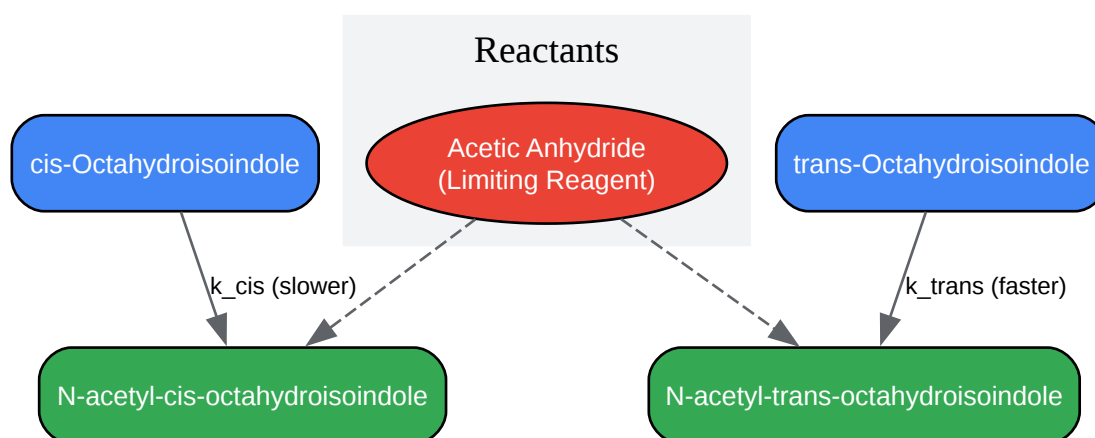 Reactants
cis-Octahydroisoindole
Acetic Anhydride
(Limiting Reagent)
trans-Octahydroisoindole
k_cis (slower)
k_trans (faster)
N-acetyl-cis-octahydroisoindole
N-acetyl-trans-octahydroisoindole